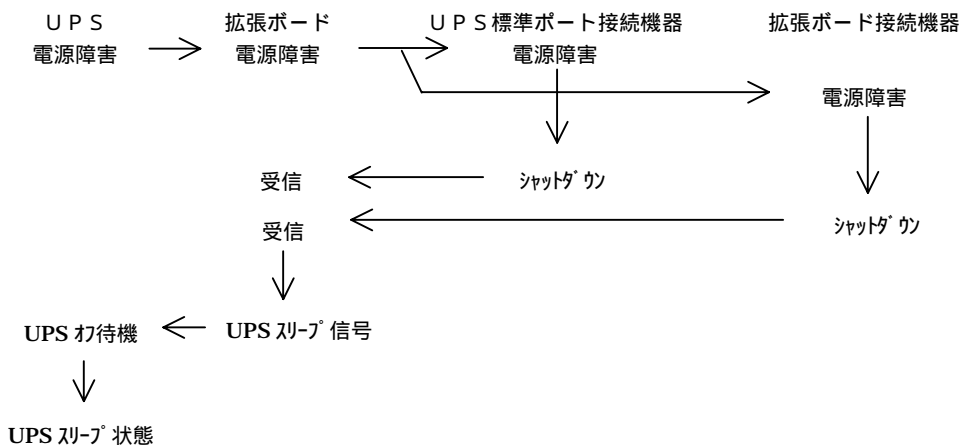 ＵＰＳ 拡張ボード ＵＰＳ標準ポート接続機器 拡張ボード接続機器
電源障害 電源障害 電源障害
電源障害
受信 ｼｬｯﾄﾀﾞｳﾝ
受信 ｼｬｯﾄﾀﾞｳﾝ
UPS ｵﾌ待機 UPS ｽﾘｰﾌﾟ信号
UPS ｽﾘｰﾌﾟ状態